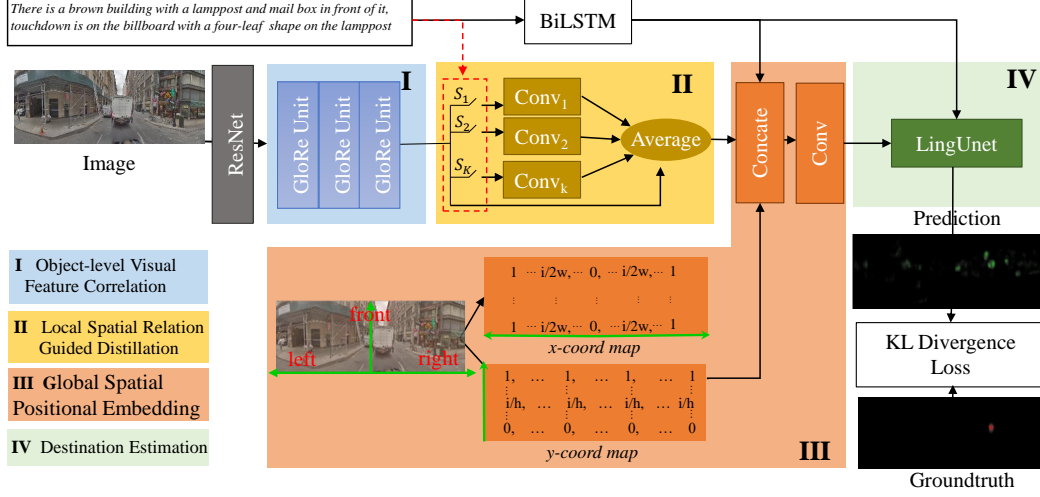 There is a brown building with a lamppost and mail box in front of it,
touchdown is on the billboard with a four-leaf shape on the lamppost
BiLSTM
I
II
IV
Image
ResNet
GloRe Unit
GloRe Unit
GloRe Unit
S1
S2
SK
Conv1
Conv2
Convk
Average
Concate
Conv
LingUnet
Prediction
I Object-level Visual
Feature Correlation
II Local Spatial Relation
Guided Distillation
III Global Spatial
Positional Embedding
IV Destination Estimation
front
left
right
1 ··· i/2w, ··· 0, ··· i/2w, ··· 1
⋮ ⋮ ⋮ ⋮ ⋮
1 ··· i/2w, ··· 0, ··· i/2w, ··· 1
x-coord map
1, … 1, … 1, … 1
i/h, … i/h, … i/h, … i/h
0, … 0, … 0, … 0
y-coord map
III
KL Divergence
Loss
Groundtruth